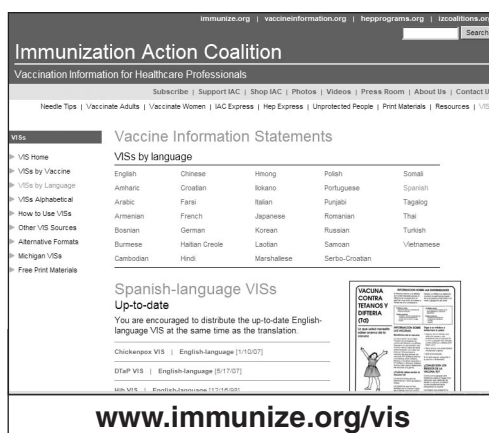 immunize.org | vaccineinformation.org | hepprograms.org | izcoalitions.org
Search
Immunization Action Coalition
Vaccination Information for Healthcare Professionals
Subscribe | Support IAC | Shop IAC | Photos | Videos | Press Room | About Us | Contact U
Needle Tips | Vaccinate Adults | Vaccinate Women | IAC Express | Hep Express | Unprotected People | Print Materials | Resources | VIS
VISs
VIS Home
VISs by Vaccine
VISs by Language
VISs Alphabetical
How to Use VISs
Other VIS Sources
Alternative Formats
Michigan VISs
Free Print Materials
Vaccine Information Statements
VISs by language
English Chinese Hmong Polish Somali
Amharic Croatian Ilokano Portuguese Spanish
Arabic Farsi Italian Punjabi Tagalog
Armenian French Japanese Romanian Thai
Bosnian German Korean Russian Turkish
Burmese Haitian Creole Laotian Samoan Vietnamese
Cambodian Hindi Marshallese Serbo-Croatian
Spanish-language VISs
Up-to-date
You are encouraged to distribute the up-to-date English-
language VIS at the same time as the translation.
Chickenpox VIS | English-language [1/10/07]
DTaP VIS | English-language [5/17/07]
Hib VIS | English-language [12/16/98]
VACUNA
CONTRA
TETANOS Y
DIFTERIA
(Td)
www.immunize.org/vis